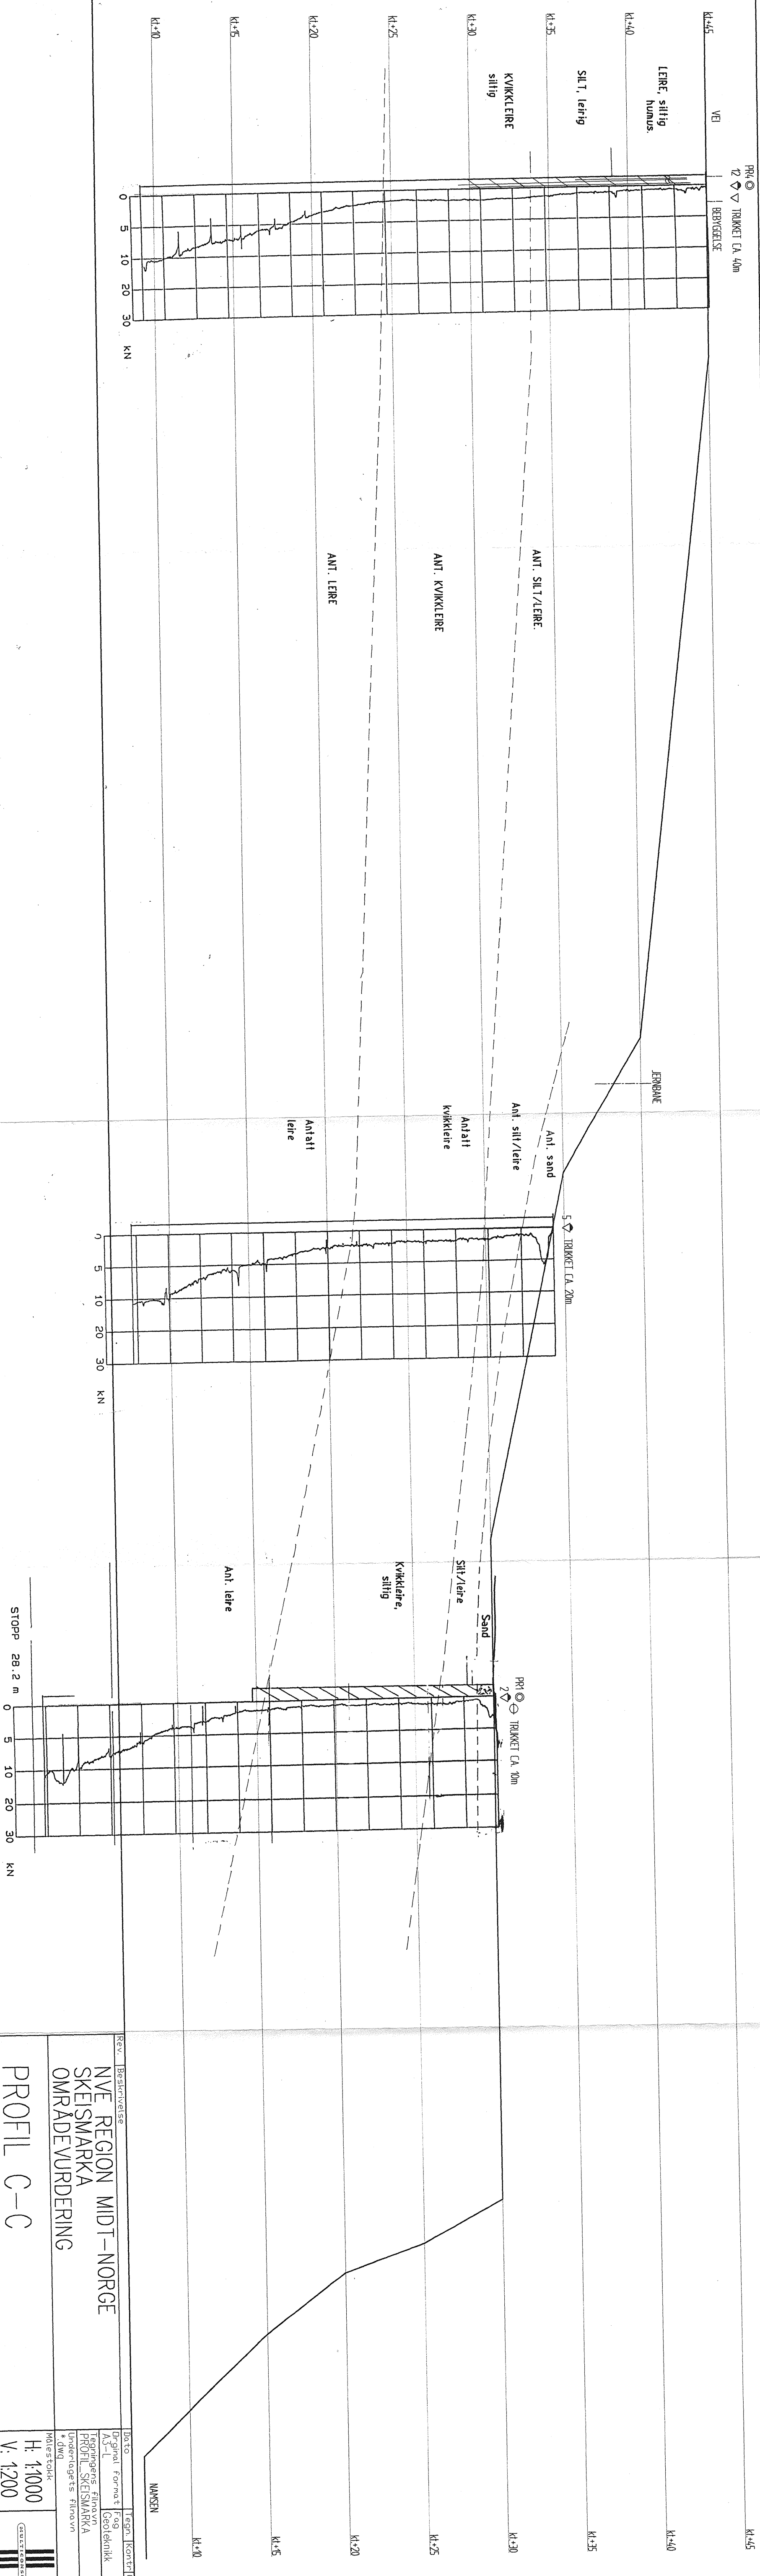 kt.+45
kt.+40
kt.+35
kt.+30
kt.+25
kt.+20
kt.+15
kt.+10
VEI
BEBYGGELSE
PR4
12 TRUKKET CA. 40m
LEIRE, siltig
humus.
SILT, leirig
KVIKKLEIRE
siltig
0 5 10 20 30 kN
ANT. SILT/LEIRE.
ANT. KVIKKLEIRE
ANT. LEIRE
JERNBANE
Ant. sand
Ant. silt/leire
Antatt
kvikkleire
Antatt
leire
5 TRUKKET CA. 20m
0 5 10 20 30 kN
Sand
Silt/leire
Kvikkleire,
siltig
Ant. leire
PR1
2 TRUKKET CA. 10m
STOPP 28.2 m
0 5 10 20 30 kN
NAMSEN
kt.+45
kt.+40
kt.+35
kt.+30
kt.+25
kt.+20
kt.+15
kt.+10
Rev. Beskrivelse
Dato Tegn. Kontr.
NVE REGION MIDT-NORGE
SKEISMARKA
OMRÅDEVURDERING
Original format
A3-L
Fag
Geoteknikk
Tegningens filnavn
PROFIL_SKEISMARKA
Underlagets filnavn
*.dwg
PROFIL C-C
Målestokk
H: 1:1000
V: 1:200